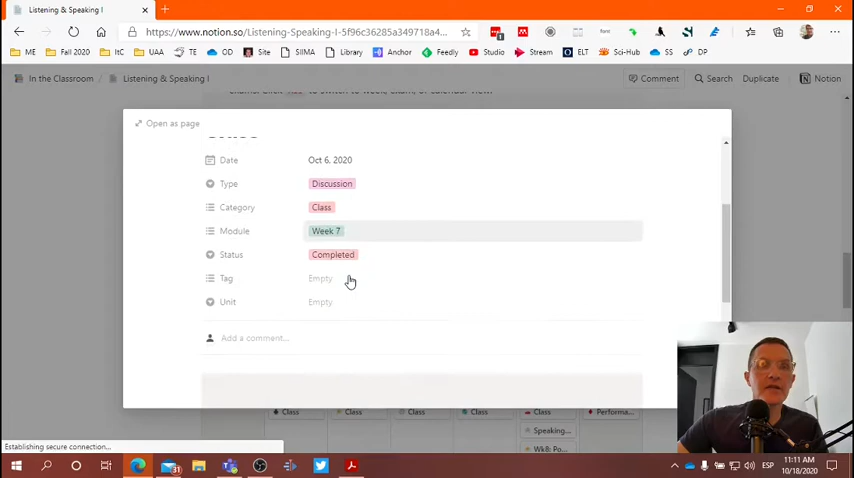 Listening & Speaking I
https://www.notion.so/Listening-Speaking-I-5f96c36285a349718a4...
ME
Fall 2020
ItC
UAA
TE
OD
Site
SIIMA
Library
Anchor
Feedly
Studio
Stream
ELT
Sci-Hub
SS
DP
In the Classroom
Listening & Speaking I
Comment
Search
Duplicate
Notion
Open as page
Date Oct 6, 2020
Type Discussion
Category Class
Module Week 7
Status Completed
Tag Empty
Unit Empty
Add a comment...
Class Class Class Class Class Performa...
Speaking...
Wk8: Po...
Establishing secure connection...
31
ESP
11:11 AM
10/18/2020